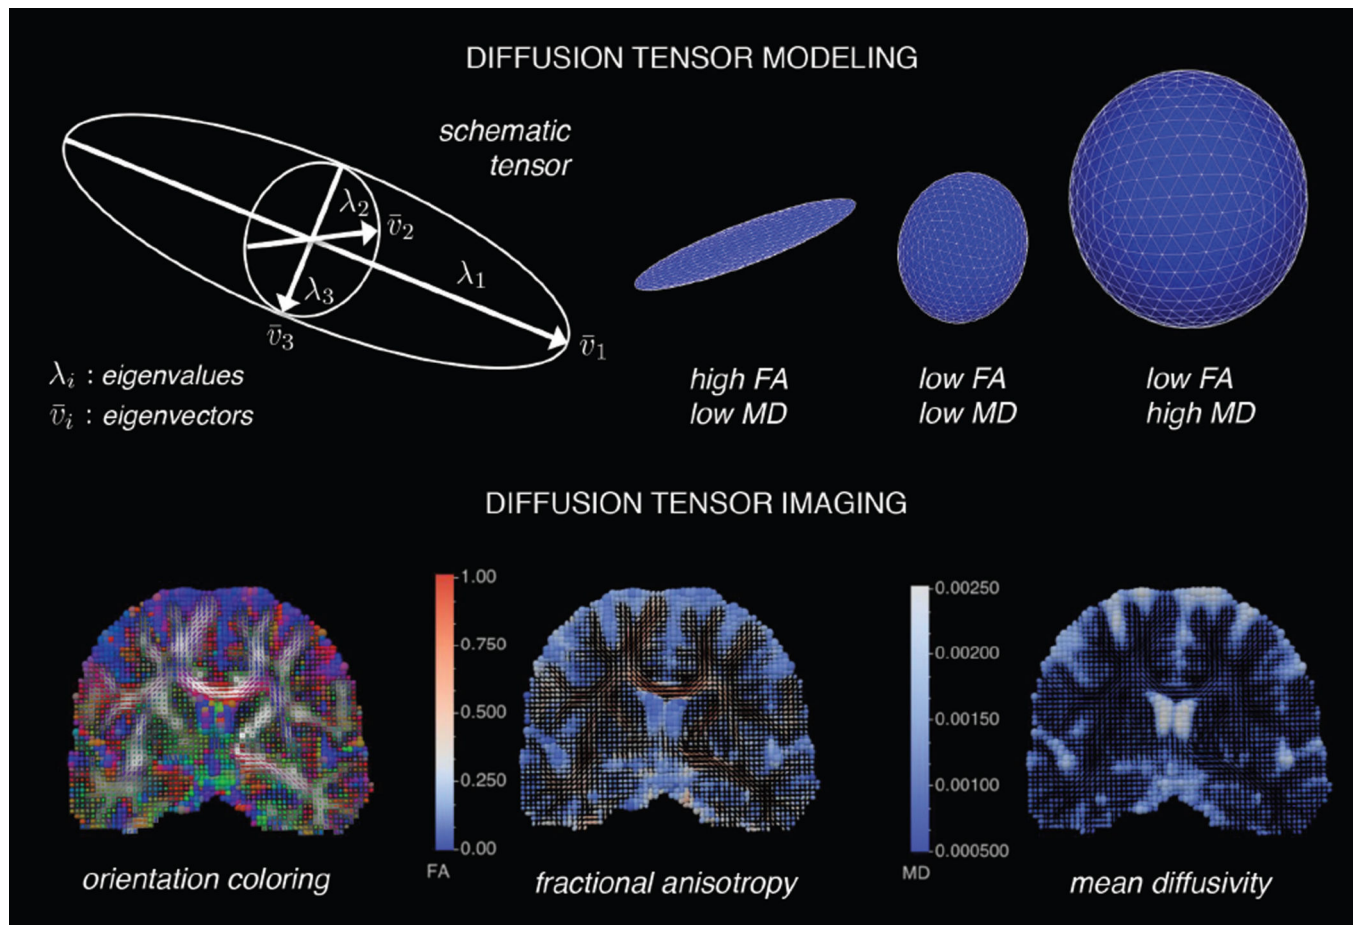 DIFFUSION TENSOR MODELING
schematic
tensor
λ₂
v̄₂
λ₁
λ₃
v̄₃
v̄₁
λᵢ : eigenvalues
v̄ᵢ : eigenvectors
high FA
low MD
low FA
low MD
low FA
high MD
DIFFUSION TENSOR IMAGING
orientation coloring
1.00
0.750
0.500
0.250
0.00
FA
fractional anisotropy
0.00250
0.00200
0.00150
0.00100
0.000500
MD
mean diffusivity